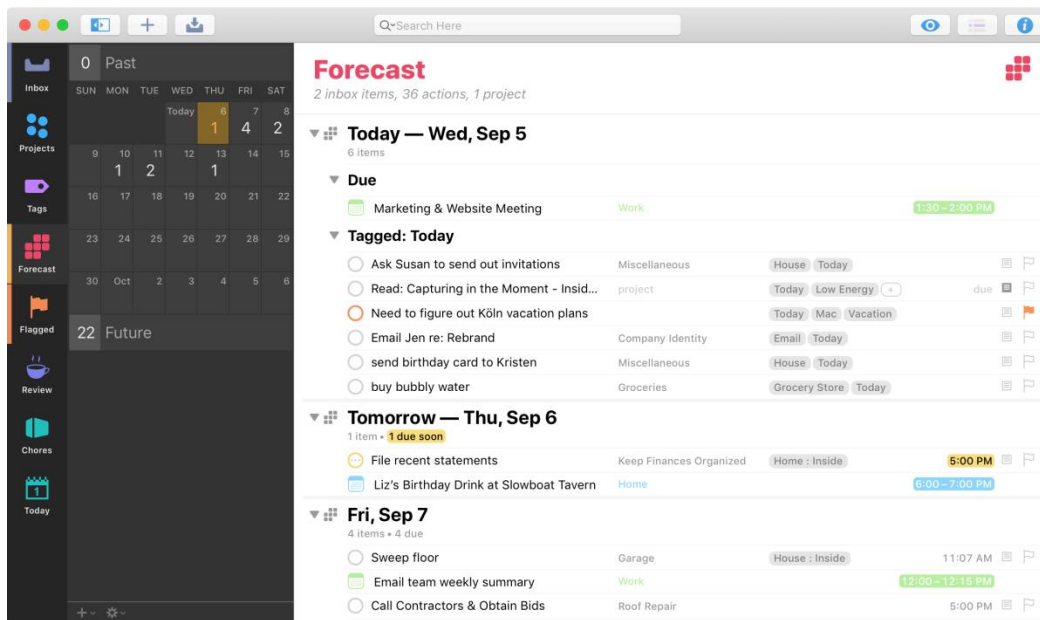 Search Here
Inbox
Projects
Tags
Forecast
Flagged
Review
Chores
1
Today
0 Past
SUN MON TUE WED THU FRI SAT
Today 6 7 8
1 4 2
9 10 11 12 13 14 15
1 2 1
16 17 18 19 20 21 22
23 24 25 26 27 28 29
30 Oct 2 3 4 5 6
22 Future
Forecast
2 inbox items, 36 actions, 1 project
Today — Wed, Sep 5
6 items
Due
Marketing & Website Meeting Work 1:30–2:00 PM
Tagged: Today
Ask Susan to send out invitations Miscellaneous House Today
Read: Capturing in the Moment - Insid... project Today Low Energy + due
Need to figure out Köln vacation plans Today Mac Vacation
Email Jen re: Rebrand Company Identity Email Today
send birthday card to Kristen Miscellaneous House Today
buy bubbly water Groceries Grocery Store Today
Tomorrow — Thu, Sep 6
1 item • 1 due soon
File recent statements Keep Finances Organized Home : Inside 5:00 PM
Liz's Birthday Drink at Slowboat Tavern Home 6:00–7:00 PM
Fri, Sep 7
4 items • 4 due
Sweep floor Garage House : Inside 11:07 AM
Email team weekly summary Work 12:00–12:15 PM
Call Contractors & Obtain Bids Roof Repair 5:00 PM